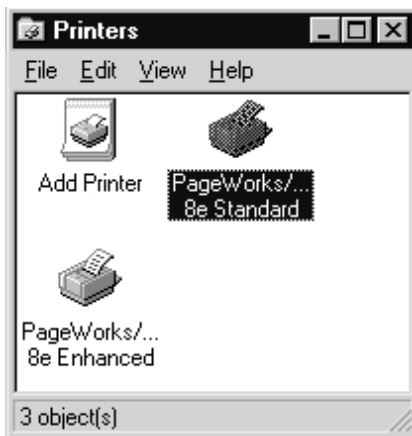 Printers
File Edit View Help
Add Printer
PageWorks/...
8e Standard
PageWorks/...
8e Enhanced
3 object(s)